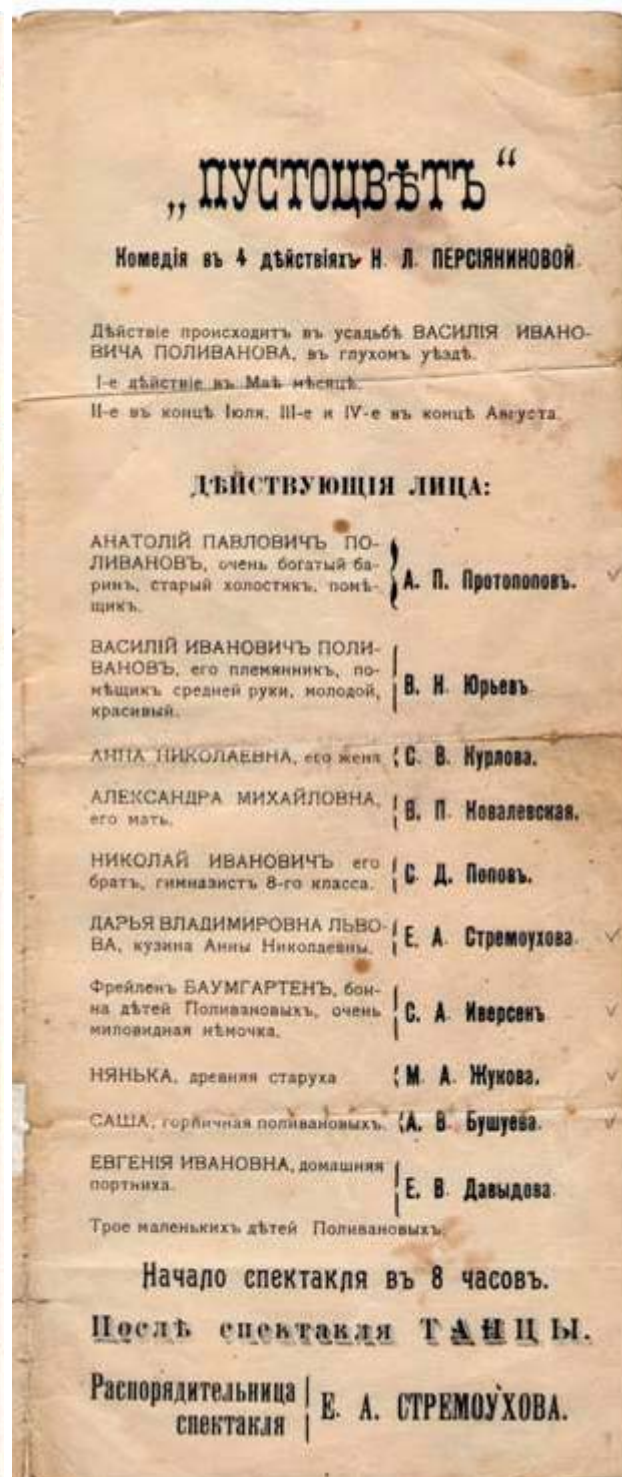 „ПУСТОЦВѢТЪ“
Комедія въ 4 дѣйствіяхъ Н. Л. ПЕРСІЯНИНОВОЙ.
Дѣйствіе происходитъ въ усадьбѣ ВАСИЛІЯ ИВАНО-
ВИЧА ПОЛИВАНОВА, въ глухомъ уѣздѣ.
I-е дѣйствіе въ Маѣ мѣсяцѣ.
II-е въ концѣ Іюля, III-е и IV-е въ концѣ Августа.
ДѢЙСТВУЮЩІЯ ЛИЦА:
АНАТОЛІЙ ПАВЛОВИЧЪ ПО-
ЛИВАНОВЪ, очень богатый ба-
ринъ, старый холостякъ, помѣ-
щикъ.
А. П. Протопоповъ.
ВАСИЛІЙ ИВАНОВИЧЪ ПОЛИ-
ВАНОВЪ, его племянникъ, по-
мѣщикъ средней руки, молодой,
красивый.
В. Н. Юрьевъ.
АННА НИКОЛАЕВНА, его жена С. В. Курлова.
АЛЕКСАНДРА МИХАЙЛОВНА,
его мать.
В. П. Ковалевская.
НИКОЛАЙ ИВАНОВИЧЪ его
братъ, гимназистъ 8-го класса.
С. Д. Поповъ.
ДАРЬЯ ВЛАДИМИРОВНА ЛЬВО-
ВА, кузина Анны Николаевны.
Е. А. Стремоухова.
Фрейленъ БАУМГАРТЕНЪ, бон-
на дѣтей Поливановыхъ, очень
миловидная нѣмочка.
С. А. Иверсенъ.
НЯНЬКА, древняя старуха М. А. Жукова.
САША, горничная поливановыхъ. А. В. Бушуева.
ЕВГЕНІЯ ИВАНОВНА, домашняя
портниха.
Е. В. Давыдова.
Трое маленькихъ дѣтей Поливановыхъ.
Начало спектакля въ 8 часовъ.
Послѣ спектакля ТАНЦЫ.
Распорядительница
спектакля
Е. А. СТРЕМОУХОВА.